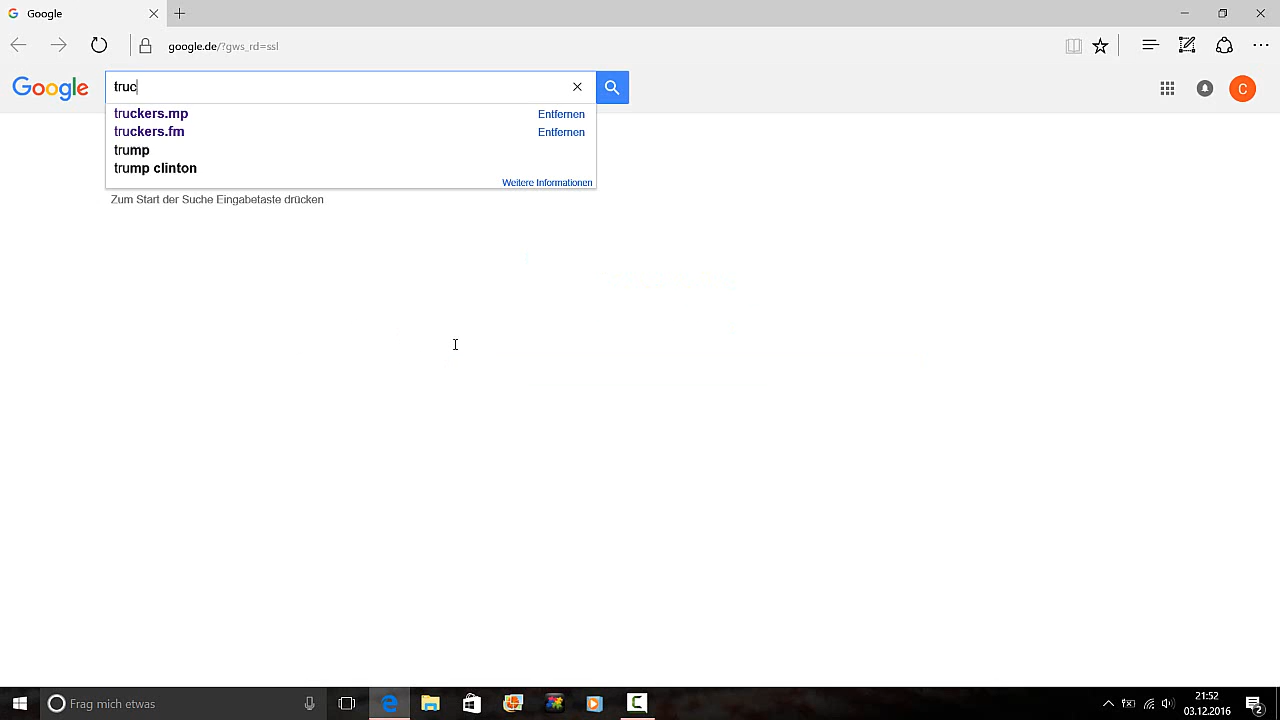 Google
google.de/?gws_rd=ssl
Google
truc
C
truckers.mp Entfernen
truckers.fm Entfernen
trump
trump clinton
Weitere Informationen
Zum Start der Suche Eingabetaste drücken
Frag mich etwas
21:52
03.12.2016
2